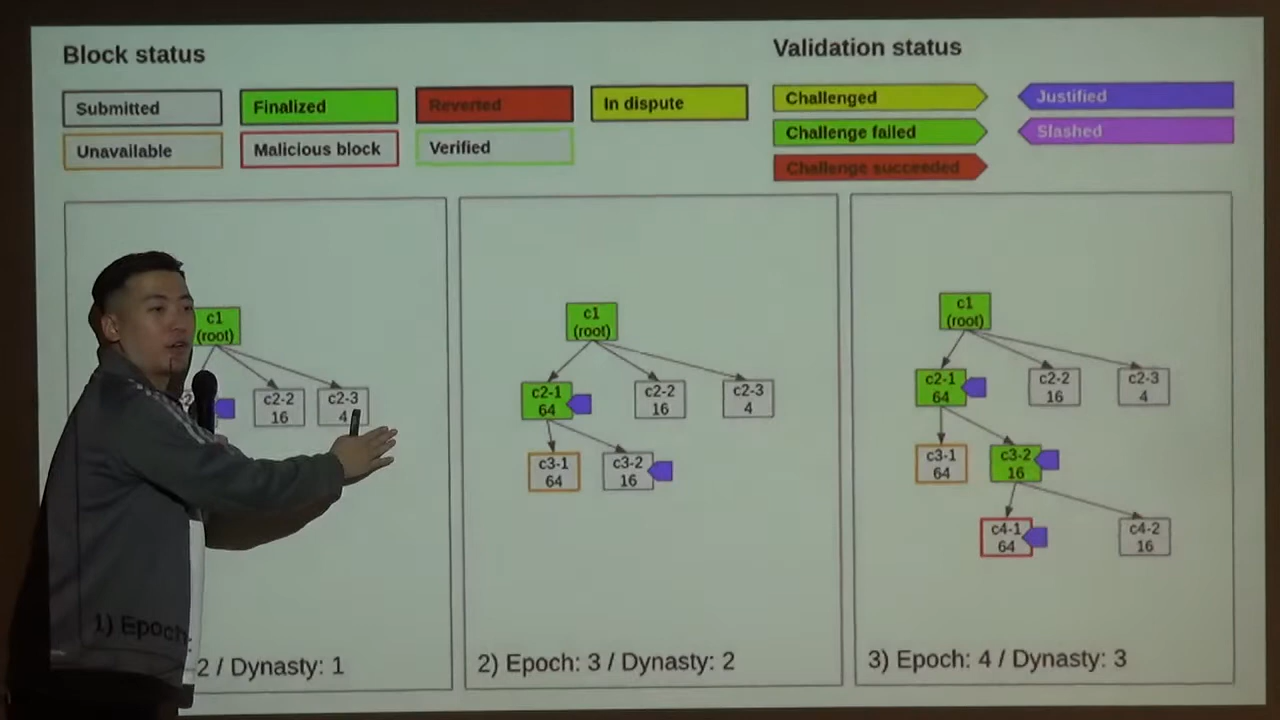 Block status
Validation status
Submitted
Finalized
Reverted
In dispute
Unavailable
Malicious block
Verified
Challenged
Challenge failed
Challenge succeeded
Justified
Slashed
c1
(root)
c2-2
16
c2-3
4
1) Epoch: 2 / Dynasty: 1
c1
(root)
c2-1
64
c2-2
16
c2-3
4
c3-1
64
c3-2
16
2) Epoch: 3 / Dynasty: 2
c1
(root)
c2-1
64
c2-2
16
c2-3
4
c3-1
64
c3-2
16
c4-1
64
c4-2
16
3) Epoch: 4 / Dynasty: 3